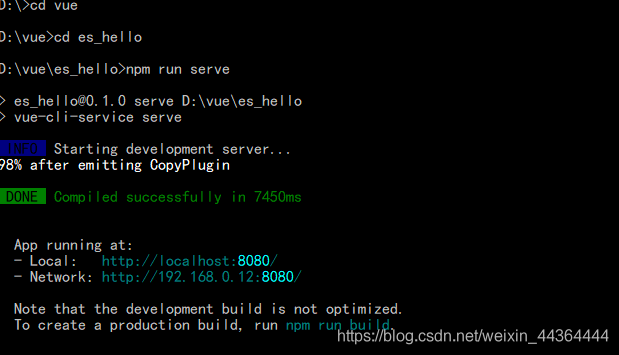 D:\>cd vue
D:\vue>cd es_hello
D:\vue\es_hello>npm run serve
> es_hello@0.1.0 serve D:\vue\es_hello
> vue-cli-service serve
INFO Starting development server...
98% after emitting CopyPlugin
DONE Compiled successfully in 7450ms
App running at:
- Local: http://localhost:8080/
- Network: http://192.168.0.12:8080/
Note that the development build is not optimized.
To create a production build, run npm run build.
https://blog.csdn.net/weixin_44364444